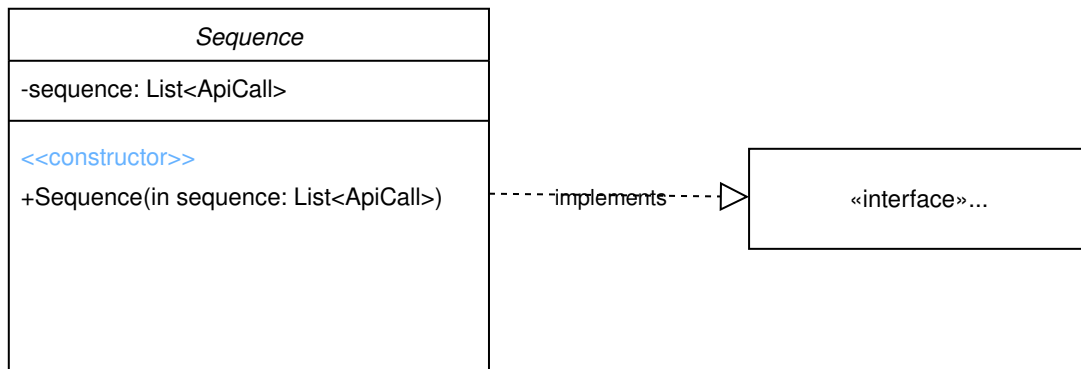 Sequence
-sequence: List<ApiCall>
<<constructor>>
+Sequence(in sequence: List<ApiCall>)
implements
«interface»...